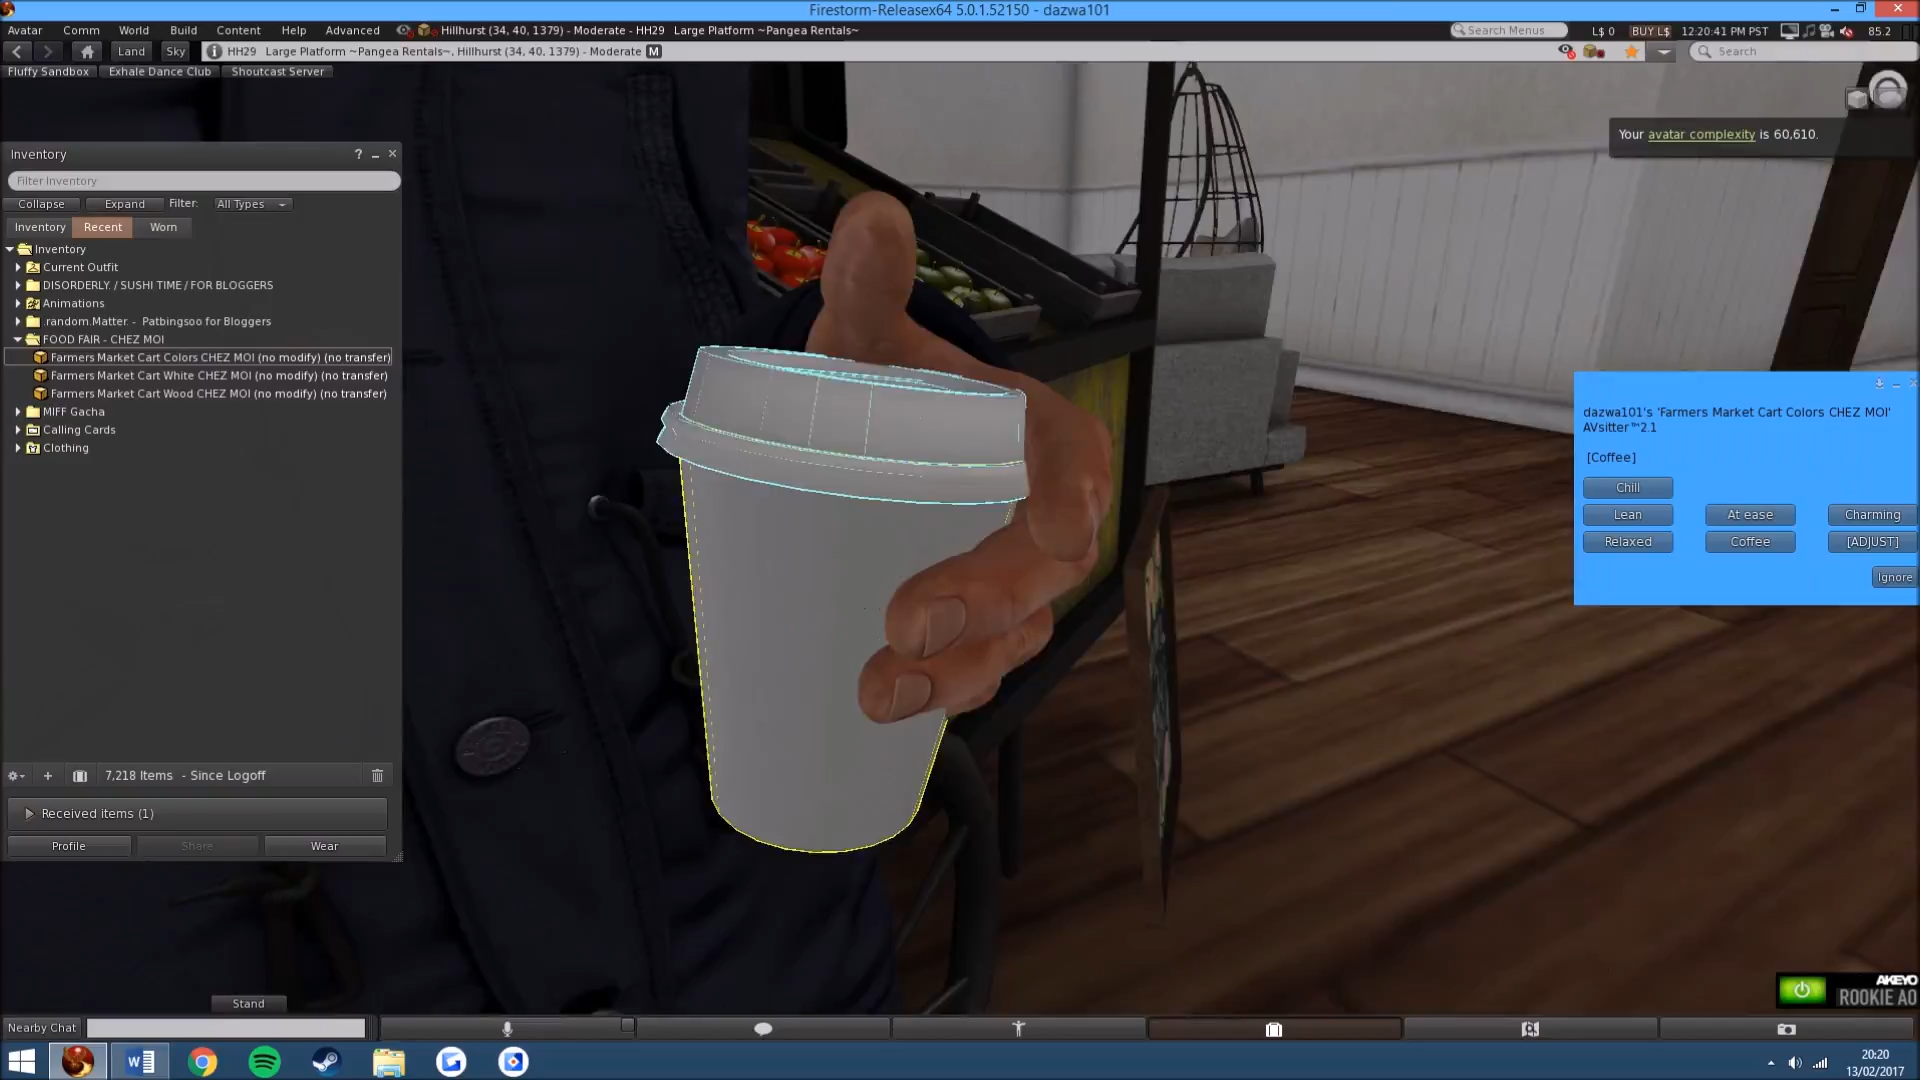 Firestorm-Releasex64 5.0.1.52150 - dazwa101
Avatar Comm World Build Content Help Advanced Hillhurst (34, 40, 1379) - Moderate - HH29 Large Platform ~Pangea Rentals~ Search Menus L$ 0 BUY L$ 12:20:41 PM PST 85.2
Land Sky HH29 Large Platform ~Pangea Rentals~, Hillhurst (34, 40, 1379) - Moderate M Search
Fluffy Sandbox Exhale Dance Club Shoutcast Server
Your avatar complexity is 60,610.
Inventory ?
Filter Inventory
Collapse Expand Filter: All Types
Inventory Recent Worn
Inventory
Current Outfit
DISORDERLY. / SUSHI TIME / FOR BLOGGERS
Animations
.random.Matter. - Patbingsoo for Bloggers
FOOD FAIR - CHEZ MOI
Farmers Market Cart Colors CHEZ MOI (no modify) (no transfer)
Farmers Market Cart White CHEZ MOI (no modify) (no transfer)
Farmers Market Cart Wood CHEZ MOI (no modify) (no transfer)
MIFF Gacha
Calling Cards
Clothing
7,218 Items - Since Logoff
Received items (1)
Profile Share Wear
dazwa101's 'Farmers Market Cart Colors CHEZ MOI'
AVsitter™2.1
[Coffee]
Chill
Lean At ease Charming
Relaxed Coffee [ADJUST]
Ignore
AKEYO
ROOKIE AO
Stand
Nearby Chat
20:20
13/02/2017